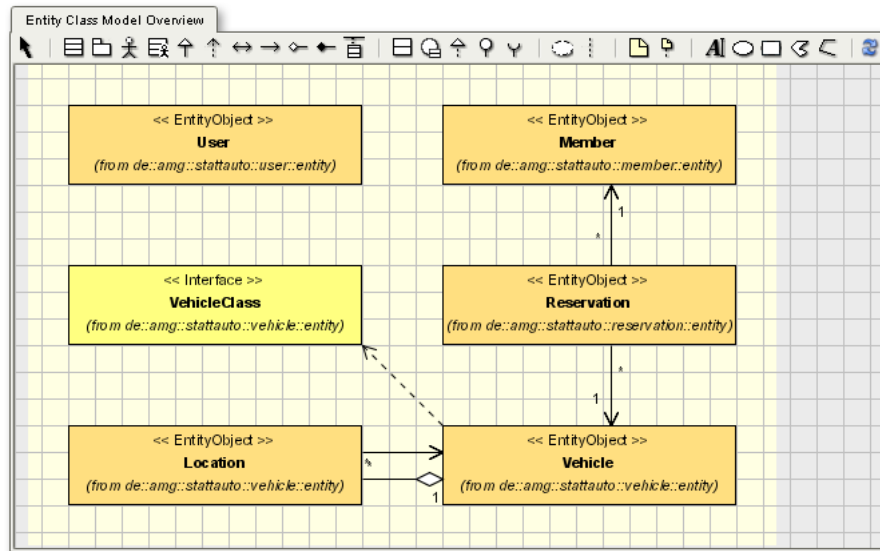 Entity Class Model Overview
<< EntityObject >>
User
(from de::amg::stattauto::user::entity)
<< EntityObject >>
Member
(from de::amg::stattauto::member::entity)
1
*
<< Interface >>
VehicleClass
(from de::amg::stattauto::vehicle::entity)
<< EntityObject >>
Reservation
(from de::amg::stattauto::reservation::entity)
*
1
<< EntityObject >>
Location
(from de::amg::stattauto::vehicle::entity)
*
1
<< EntityObject >>
Vehicle
(from de::amg::stattauto::vehicle::entity)